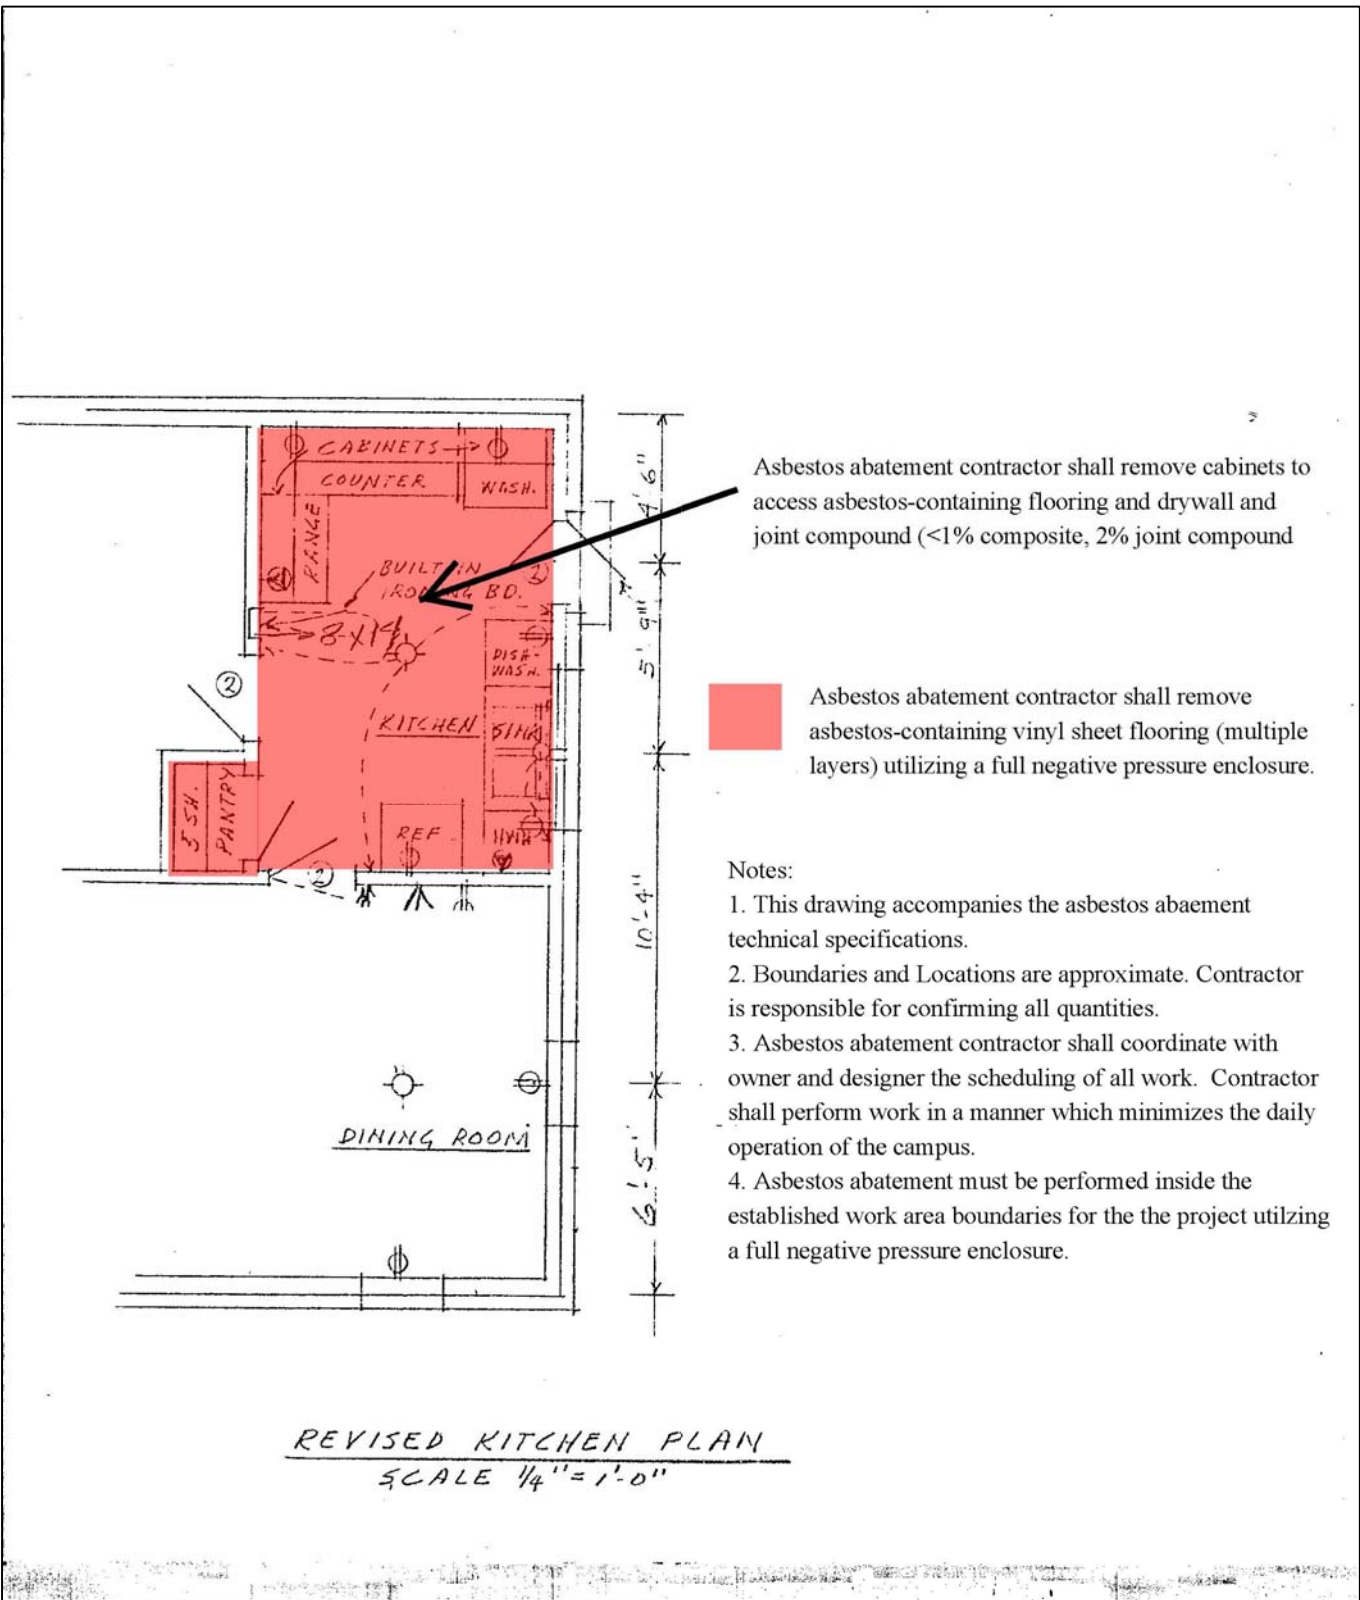 CABINETS
COUNTER
WASH.
RANGE
BUILT IN
IRONING BD.
8-X14
DISH-
WASH.
2
2
2
KITCHEN
SINK
5 SH.
PANTRY
REF
4'6"
5'9"
10'-4"
6'-5"
DINING ROOM
Asbestos abatement contractor shall remove cabinets to
access asbestos-containing flooring and drywall and
joint compound (<1% composite, 2% joint compound
Asbestos abatement contractor shall remove
asbestos-containing vinyl sheet flooring (multiple
layers) utilizing a full negative pressure enclosure.
Notes:
1. This drawing accompanies the asbestos abaement
technical specifications.
2. Boundaries and Locations are approximate. Contractor
is responsible for confirming all quantities.
3. Asbestos abatement contractor shall coordinate with
owner and designer the scheduling of all work. Contractor
shall perform work in a manner which minimizes the daily
operation of the campus.
4. Asbestos abatement must be performed inside the
established work area boundaries for the the project utilzing
a full negative pressure enclosure.
REVISED KITCHEN PLAN
SCALE 1/4"=1'-0"